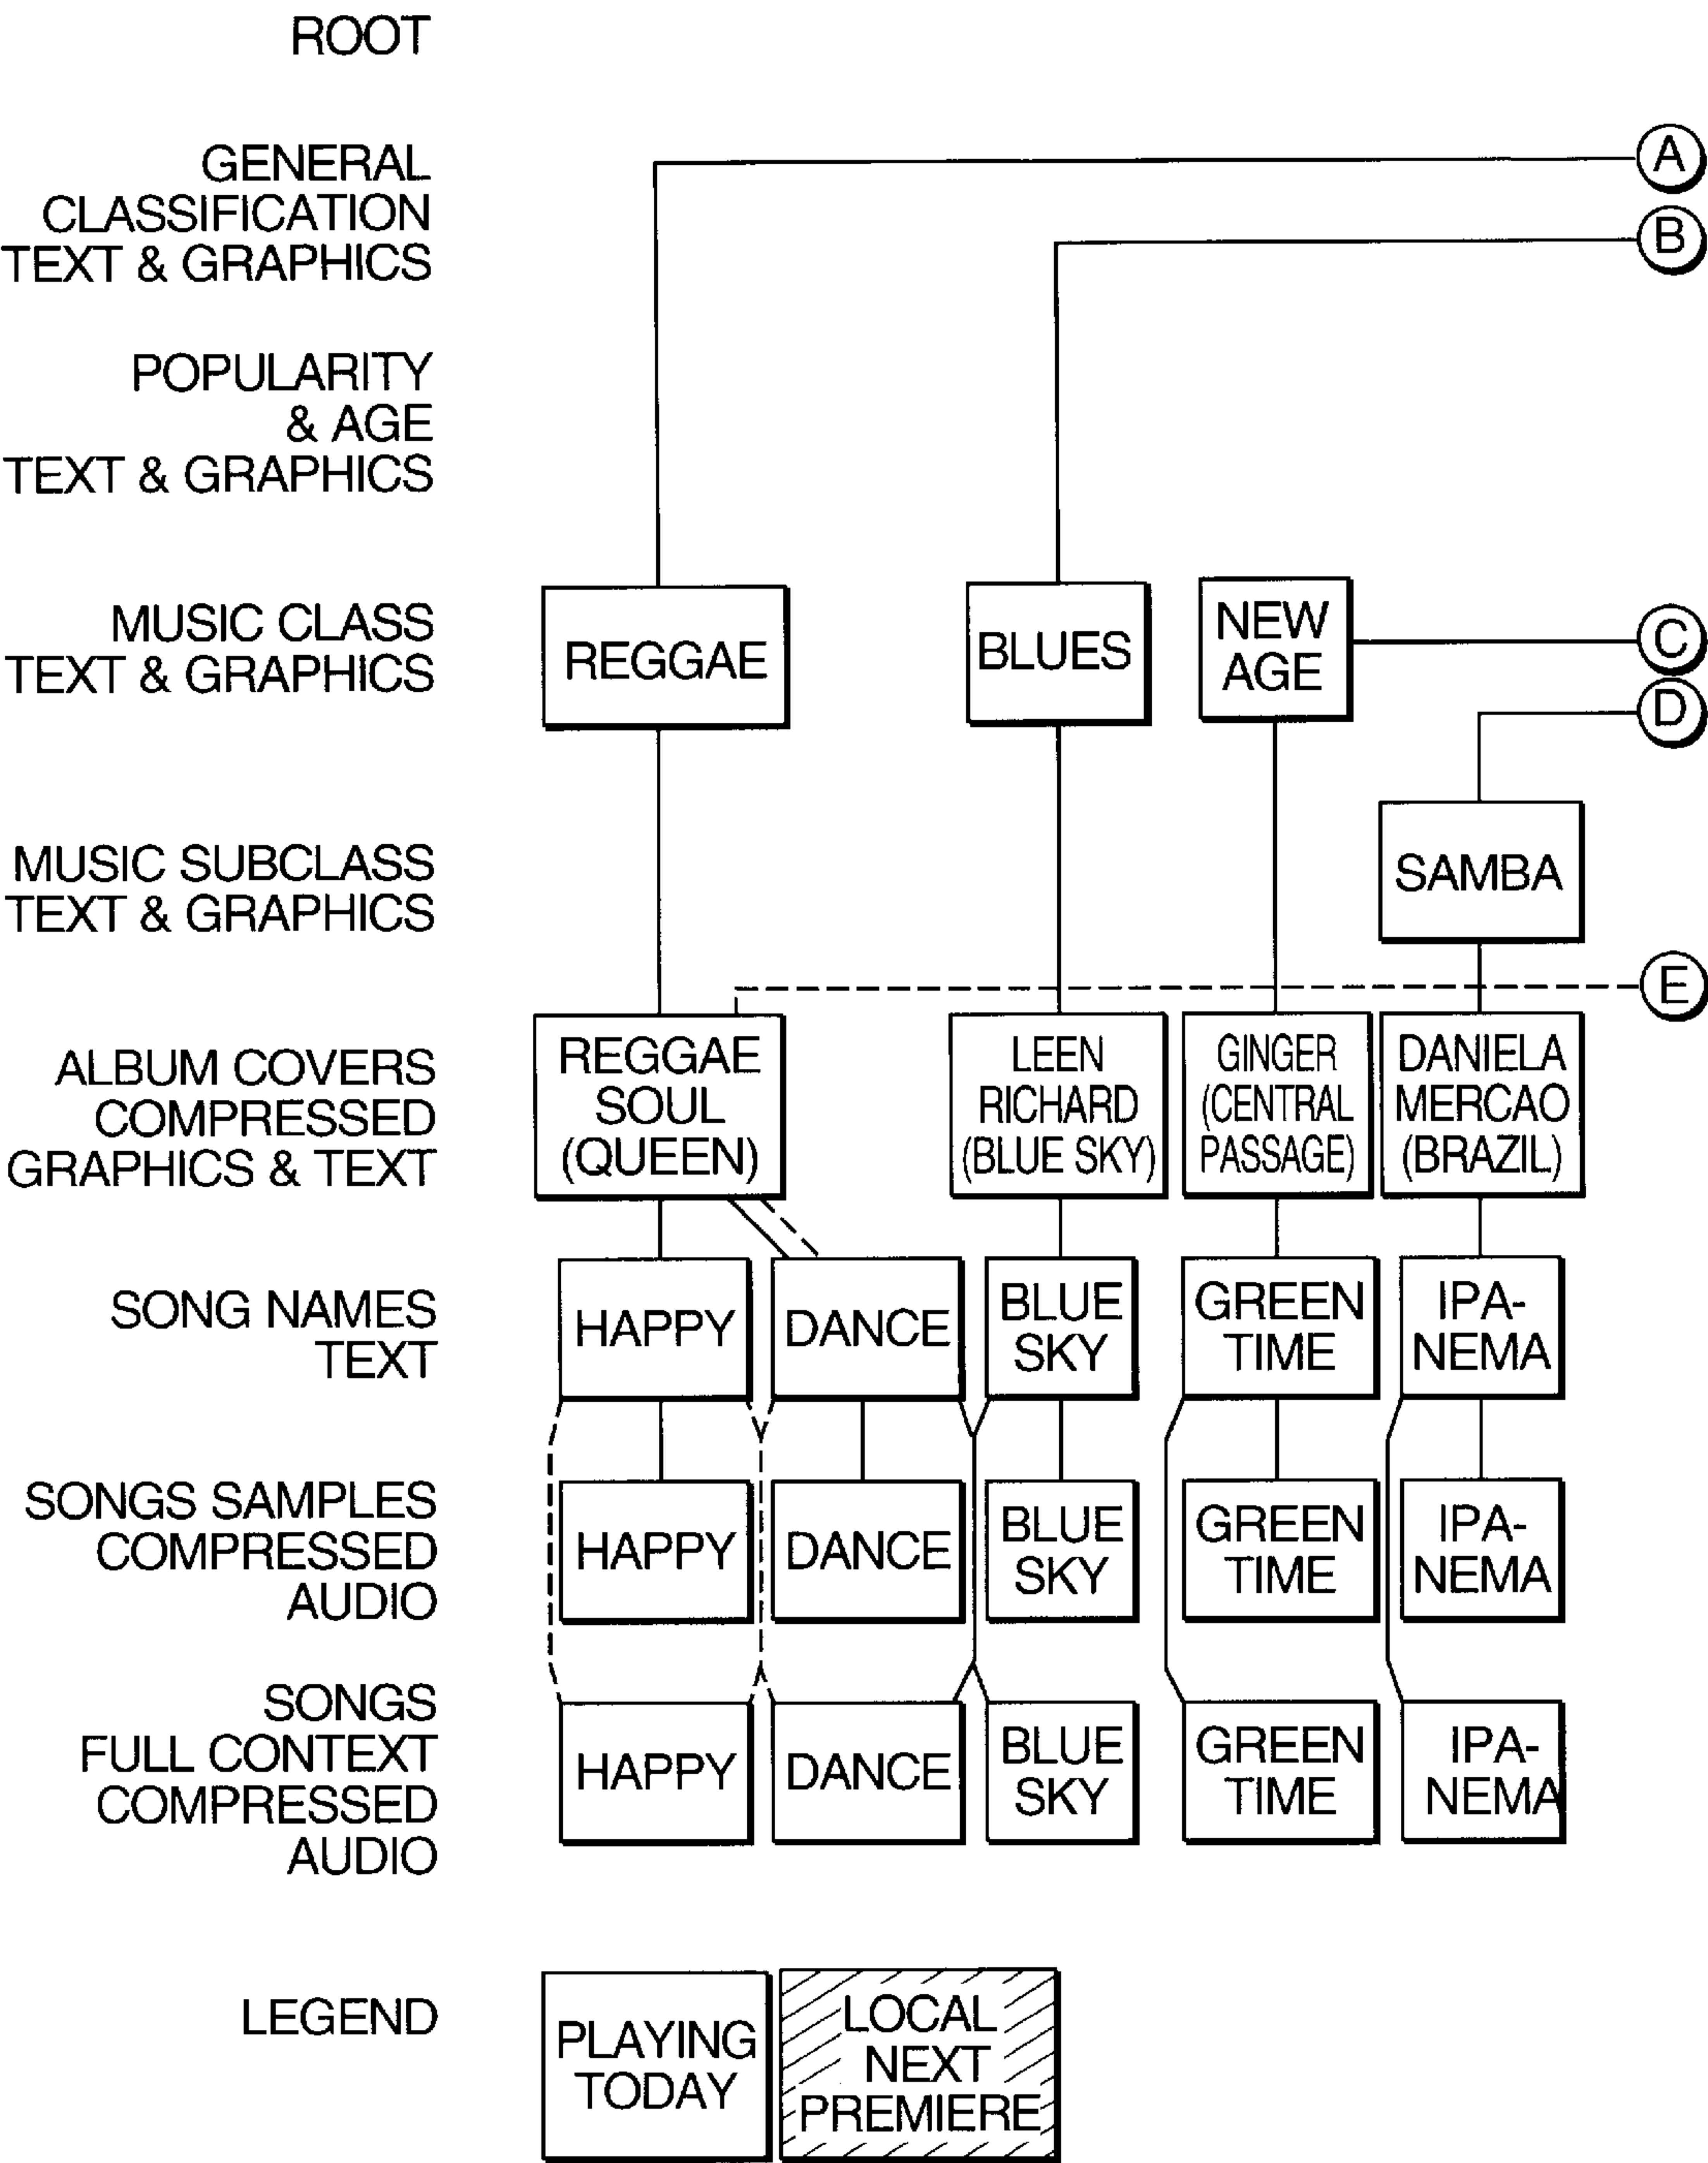 ROOT
GENERAL
CLASSIFICATION
TEXT & GRAPHICS
A
B
POPULARITY
& AGE
TEXT & GRAPHICS
MUSIC CLASS
TEXT & GRAPHICS
REGGAE
BLUES
NEW
AGE
C
D
MUSIC SUBCLASS
TEXT & GRAPHICS
SAMBA
E
ALBUM COVERS
COMPRESSED
GRAPHICS & TEXT
REGGAE
SOUL
(QUEEN)
LEEN
RICHARD
(BLUE SKY)
GINGER
(CENTRAL
PASSAGE)
DANIELA
MERCAO
(BRAZIL)
SONG NAMES
TEXT
HAPPY
DANCE
BLUE
SKY
GREEN
TIME
IPA-
NEMA
SONGS SAMPLES
COMPRESSED
AUDIO
HAPPY
DANCE
BLUE
SKY
GREEN
TIME
IPA-
NEMA
SONGS
FULL CONTEXT
COMPRESSED
AUDIO
HAPPY
DANCE
BLUE
SKY
GREEN
TIME
IPA-
NEMA
LEGEND
PLAYING
TODAY
LOCAL
NEXT
PREMIERE